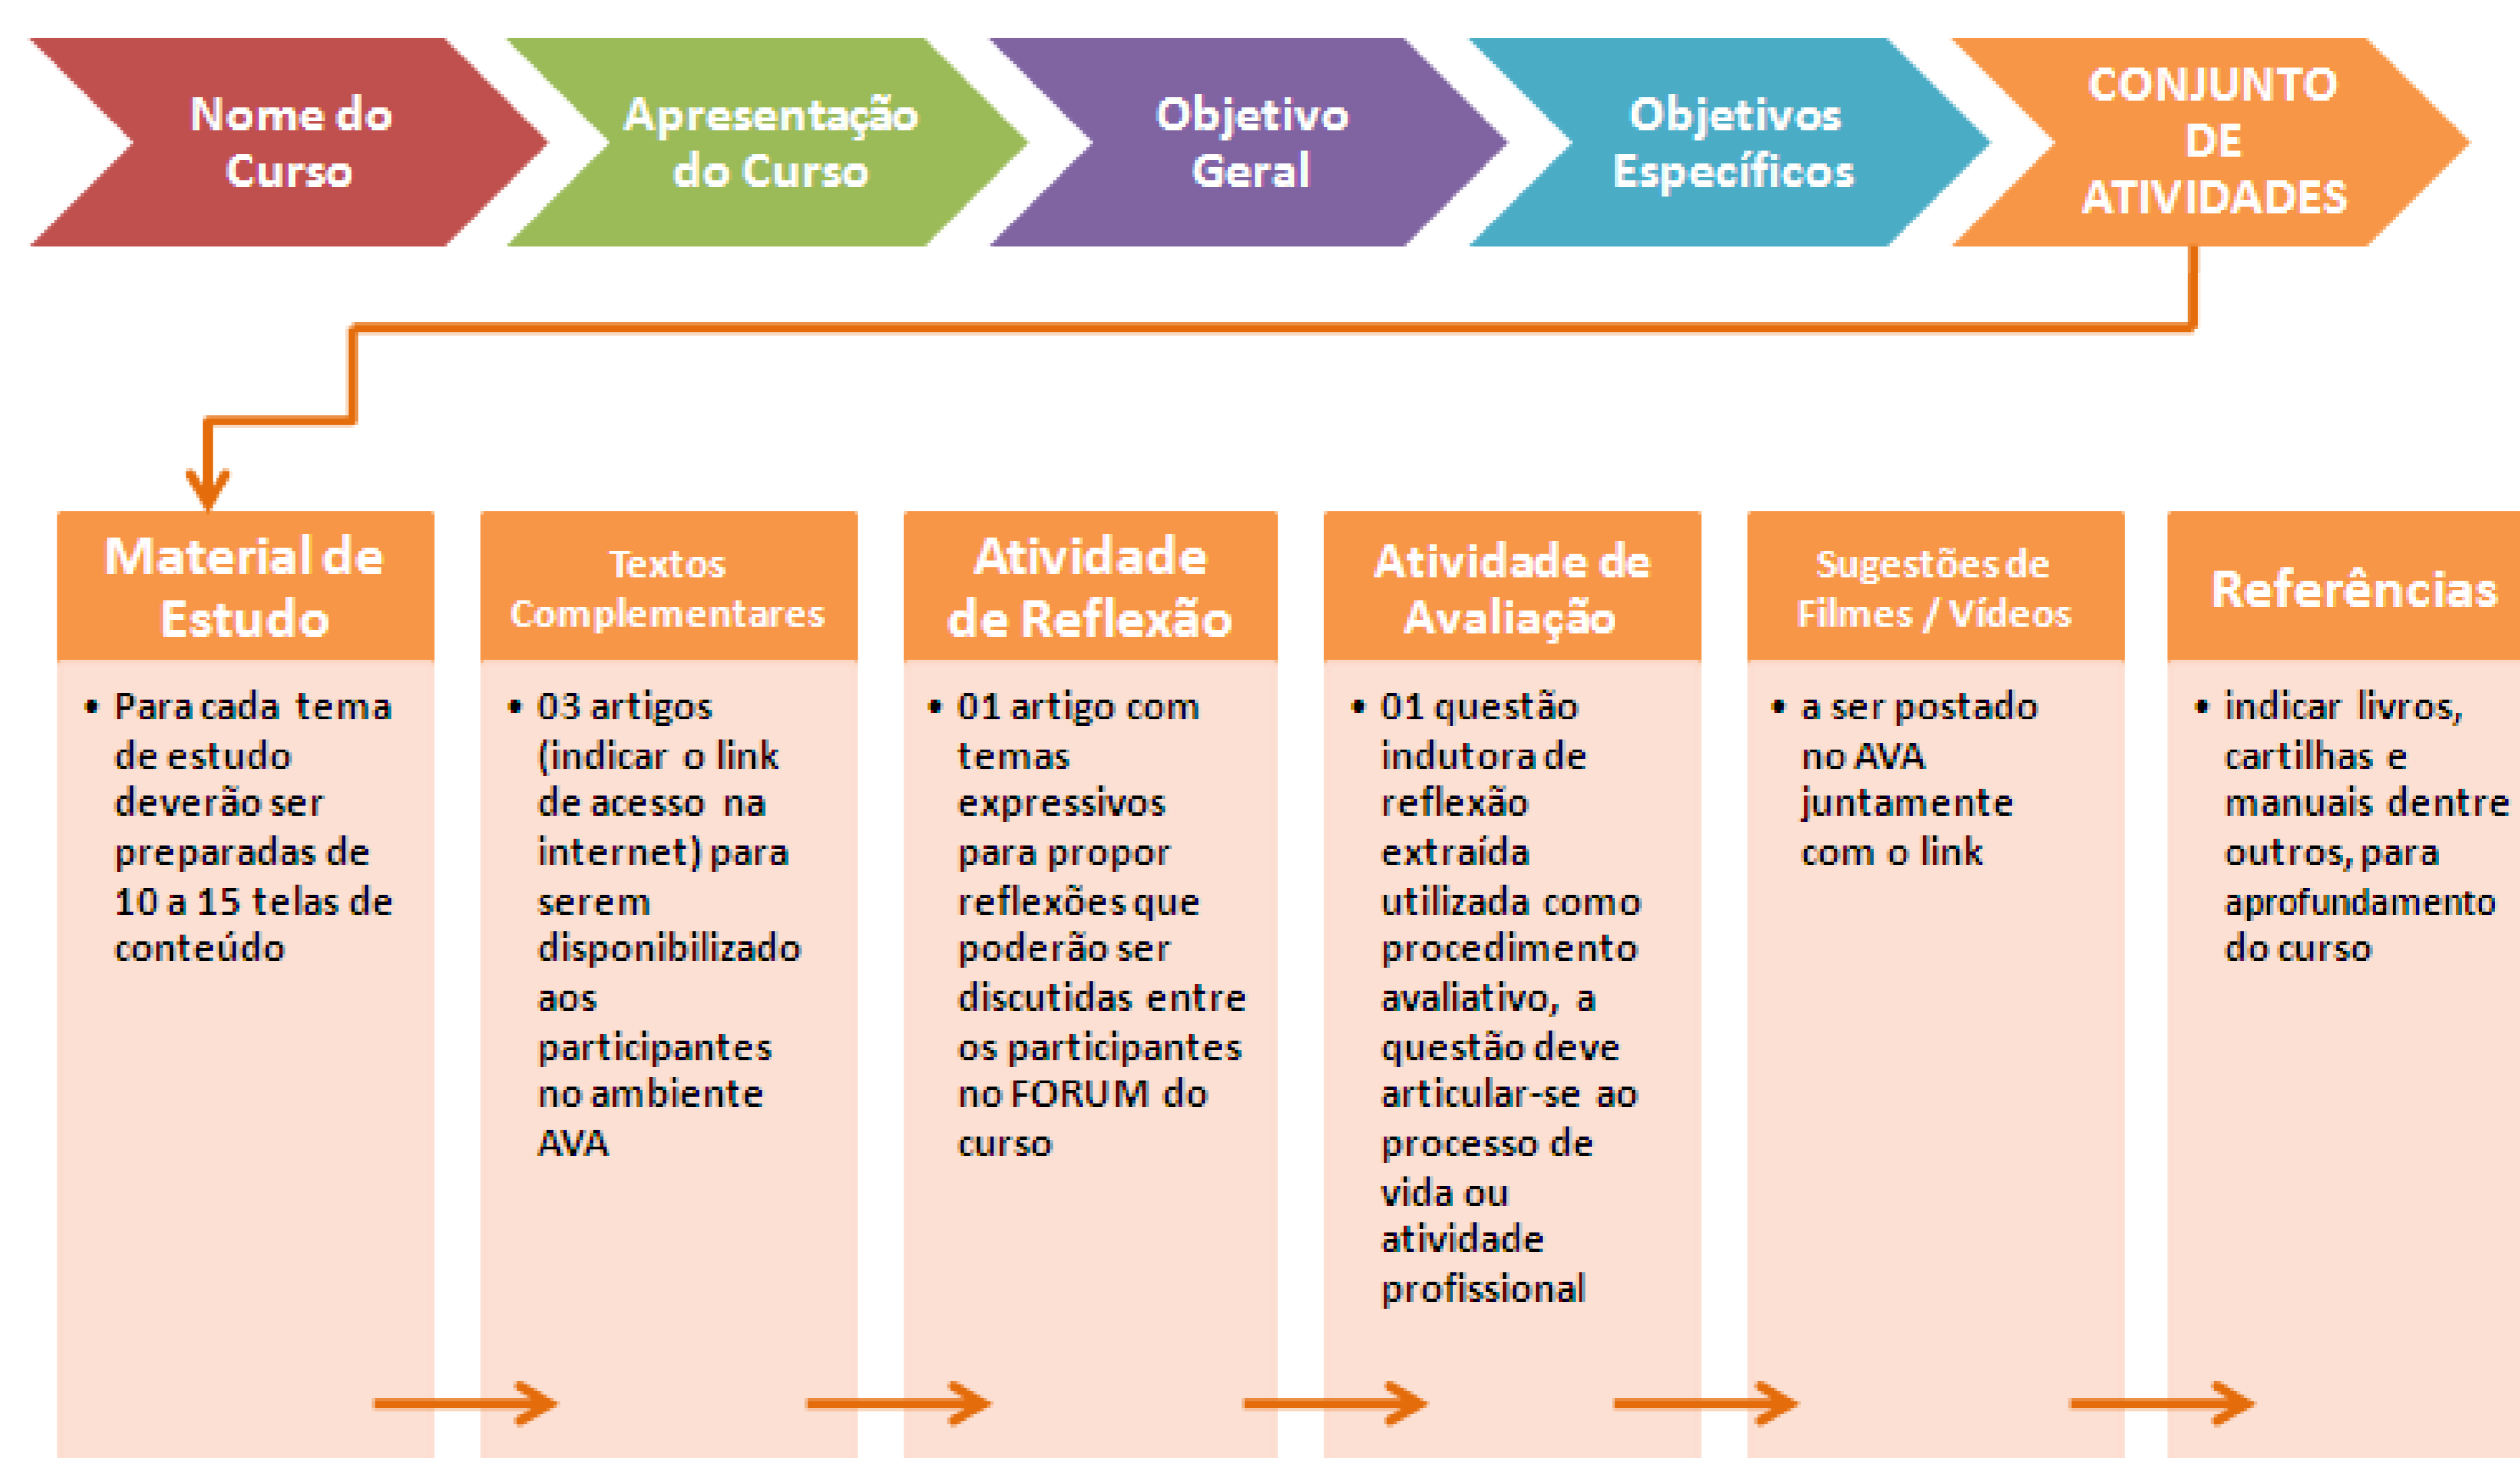 Nome do
Curso
Apresentação
do Curso
Objetivo
Geral
Objetivos
Específicos
CONJUNTO
DE
ATIVIDADES
Material de
Estudo
• Para cada tema
de estudo
deverão ser
preparadas de
10 a 15 telas de
conteúdo
Textos
Complementares
• 03 artigos
(indicar o link
de acesso na
internet) para
serem
disponibilizado
aos
participantes
no ambiente
AVA
Atividade
de Reflexão
• 01 artigo com
temas
expressivos
para propor
reflexões que
poderão ser
discutidas entre
os participantes
no FORUM do
curso
Atividade de
Avaliação
• 01 questão
indutora de
reflexão
extraída
utilizada como
procedimento
avaliativo, a
questão deve
articular-se ao
processo de
vida ou
atividade
profissional
Sugestões de
Filmes / Vídeos
• a ser postado
no AVA
juntamente
com o link
Referências
• indicar livros,
cartilhas e
manuais dentre
outros, para
aprofundamento
do curso